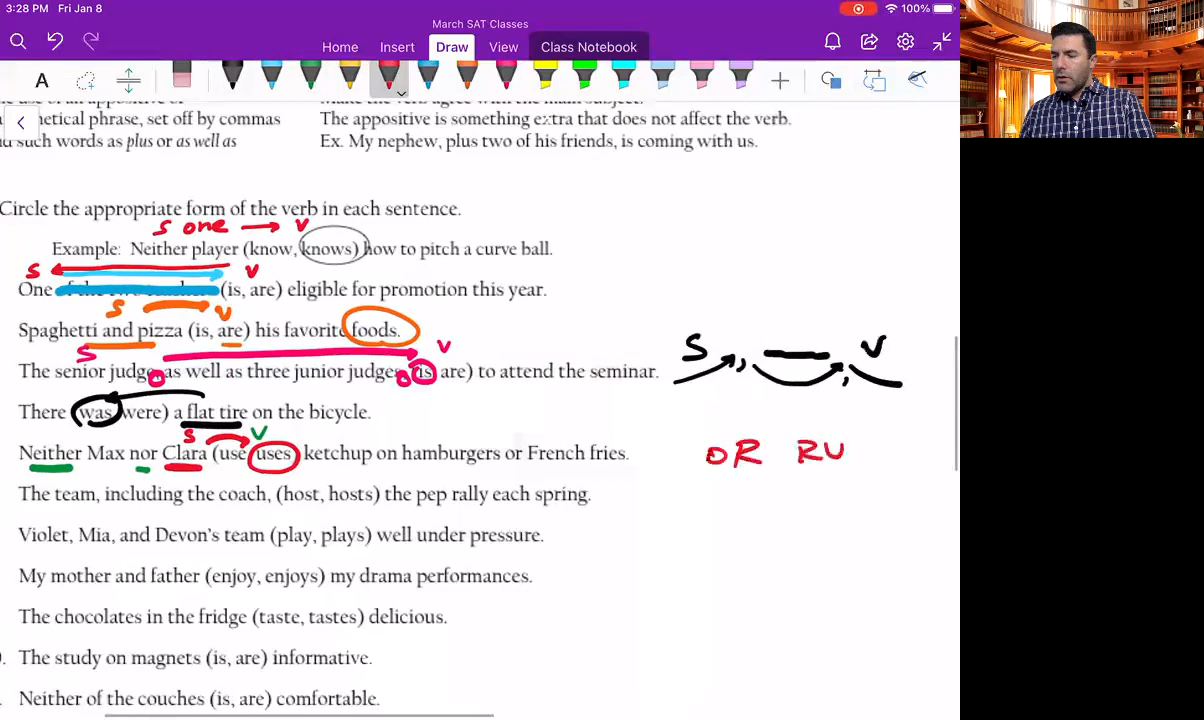 3:28 PM Fri Jan 8
March SAT Classes
100%
Home Insert Draw View Class Notebook
A
the use of an appositive or Make the verb agree with the main subject.
netical phrase, set off by commas The appositive is something extra that does not affect the verb.
nd such words as plus or as well as Ex. My nephew, plus two of his friends, is coming with us.
Circle the appropriate form of the verb in each sentence.
S one → V
Example: Neither player (know, knows) how to pitch a curve ball.
S V
One (is, are) eligible for promotion this year.
S V
Spaghetti and pizza (is, are) his favorite foods.
S V
The senior judge, as well as three junior judges, (is, are) to attend the seminar.
S , , V
There (was, were) a flat tire on the bicycle.
S V
Neither Max nor Clara (use, uses) ketchup on hamburgers or French fries.
OR RU
The team, including the coach, (host, hosts) the pep rally each spring.
Violet, Mia, and Devon's team (play, plays) well under pressure.
My mother and father (enjoy, enjoys) my drama performances.
The chocolates in the fridge (taste, tastes) delicious.
. The study on magnets (is, are) informative.
. Neither of the couches (is, are) comfortable.